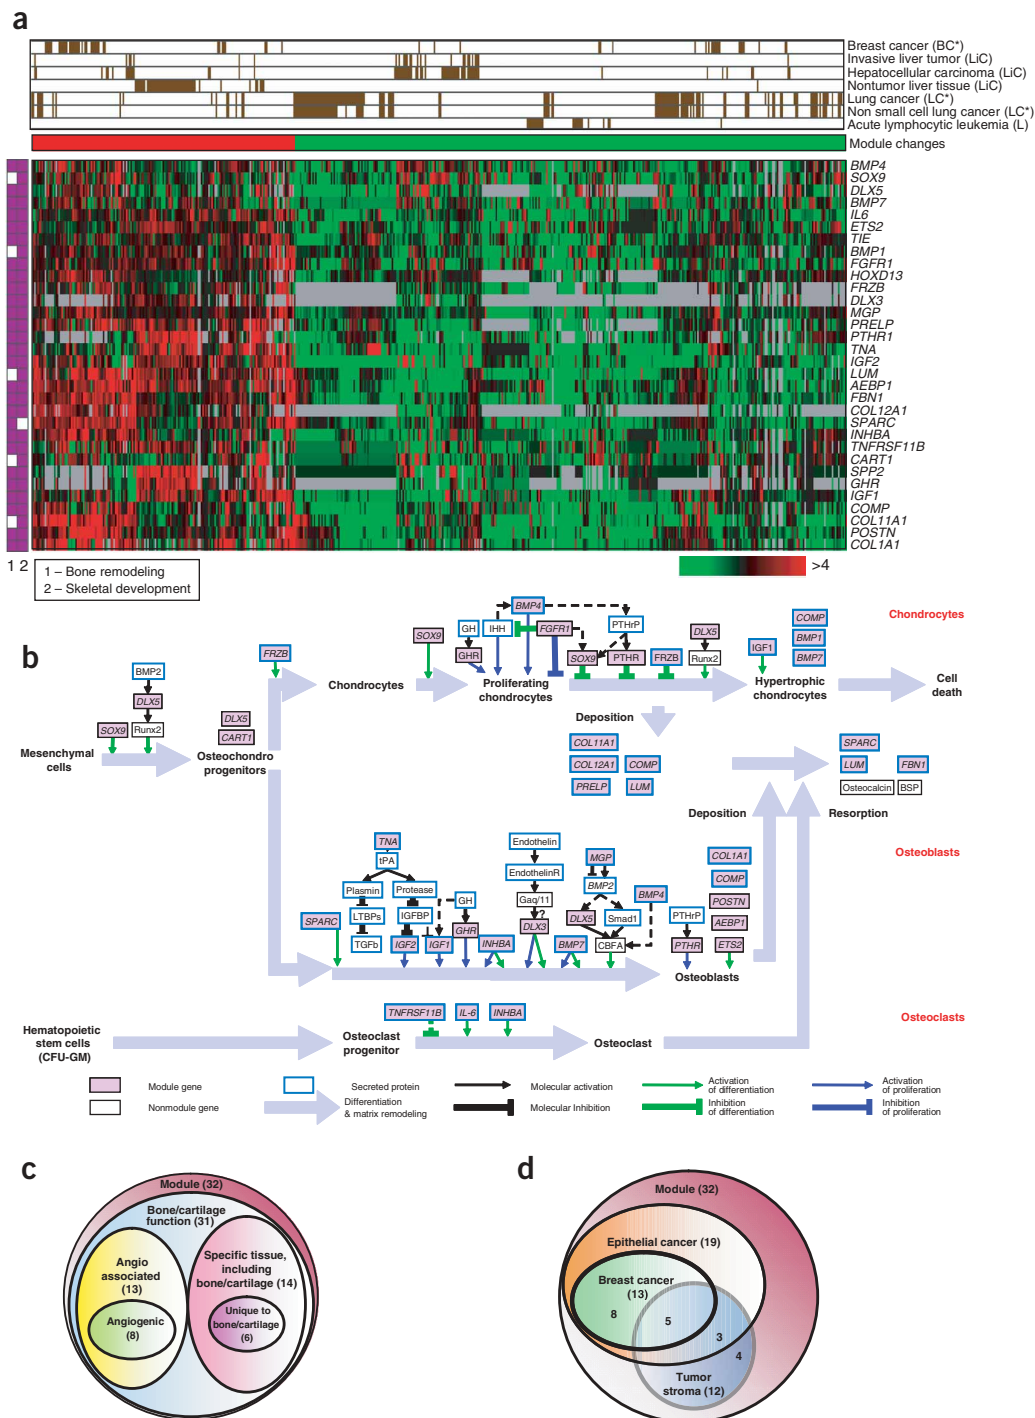 a
Breast cancer (BC*)
Invasive liver tumor (LiC)
Hepatocellular carcinoma (LiC)
Nontumor liver tissue (LiC)
Lung cancer (LC*)
Non small cell lung cancer (LC*)
Acute lymphocytic leukemia (L)
Module changes
BMP4
SOX9
DLX5
BMP7
IL6
ETS2
TIE
BMP1
FGFR1
HOXD13
FRZB
DLX3
MGP
PRELP
PTHR1
TNA
IGF2
LUM
AEBP1
FBN1
COL12A1
SPARC
INHBA
TNFRSF11B
CART1
SPP2
GHR
IGF1
COMP
COL11A1
POSTN
COL1A1
1 2
1 – Bone remodeling
2 – Skeletal development
>4
b
Chondrocytes
FRZB
SOX9
GH
GHR
IHH
BMP4
FGFR1
PTHrP
SOX9
PTHR
FRZB
DLX5
Runx2
IGF1
COMP
BMP1
BMP7
BMP2
DLX5
SOX9
Runx2
DLX5
CART1
Mesenchymal
cells
Osteochondro
progenitors
Chondrocytes
Proliferating
chondrocytes
Hypertrophic
chondrocytes
Cell
death
Deposition
COL11A1
COL12A1
COMP
PRELP
LUM
SPARC
LUM
FBN1
Osteocalcin
BSP
Deposition
Resorption
Osteoblasts
TNA
tPA
Plasmin
Protease
LTBPs
IGFBP
TGFb
IGF2
SPARC
GH
GHR
IGF1
INHBA
Endothelin
EndothelinR
Gaq/11
?
DLX3
BMP7
MGP
BMP2
DLX5
Smad1
BMP4
CBFA
PTHrP
PTHR
COL1A1
COMP
POSTN
AEBP1
ETS2
Osteoblasts
TNFRSF11B
IL-6
INHBA
Osteoclasts
Hematopoietic
stem cells
(CFU-GM)
Osteoclast
progenitor
Osteoclast
Module gene
Nonmodule gene
Secreted protein
Differentiation
& matrix remodeling
Molecular activation
Molecular Inhibition
Activation
of differentiation
Inhibition
of differentiation
Activation
of proliferation
Inhibition
of proliferation
c
Module (32)
Bone/cartilage
function (31)
Angio
associated
(13)
Angiogenic
(8)
Specific tissue,
including
bone/cartilage (14)
Unique to
bone/cartilage
(6)
d
Module (32)
Epithelial cancer (19)
Breast cancer
(13)
8
5
3
4
Tumor
stroma (12)